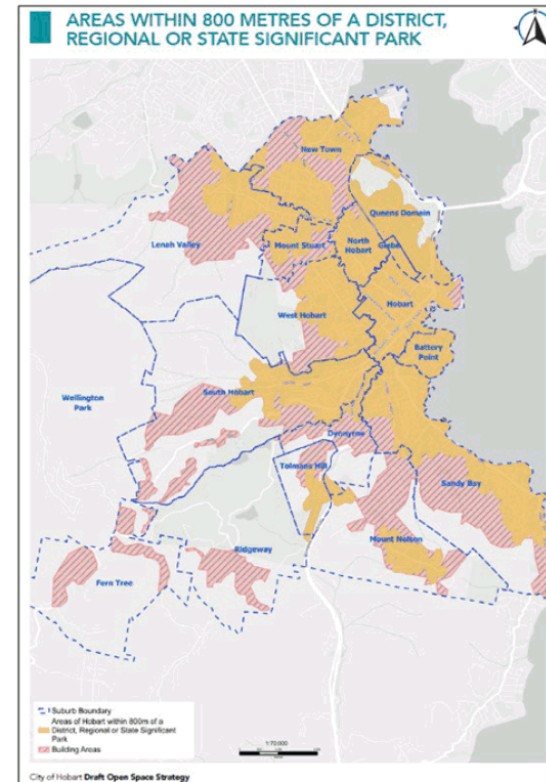 AREAS WITHIN 800 METRES OF A DISTRICT,
REGIONAL OR STATE SIGNIFICANT PARK
New Town
Queens Domain
Lenah Valley
Mount Stuart
North
Hobart
Glebe
West Hobart
Hobart
Battery
Point
Wellington
Park
South Hobart
Dynnyrne
Tolmans Hill
Sandy Bay
Mount Nelson
Ridgeway
Fern Tree
Suburb Boundary
Areas of Hobart within 800m of a
District, Regional or State Significant
Park
Building Areas
1:70,000
City of Hobart Draft Open Space Strategy